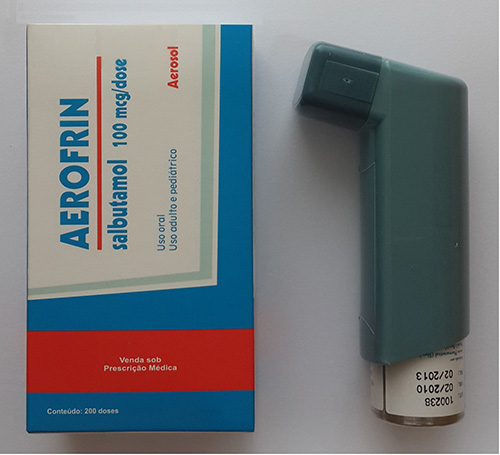 AEROFRIN
salbutamol 100 mcg/dose
Aerosol
Uso oral
Uso adulto e pediátrico
Venda sob
Prescrição Médica
Conteúdo: 200 doses
100238
02/2010
02/2013